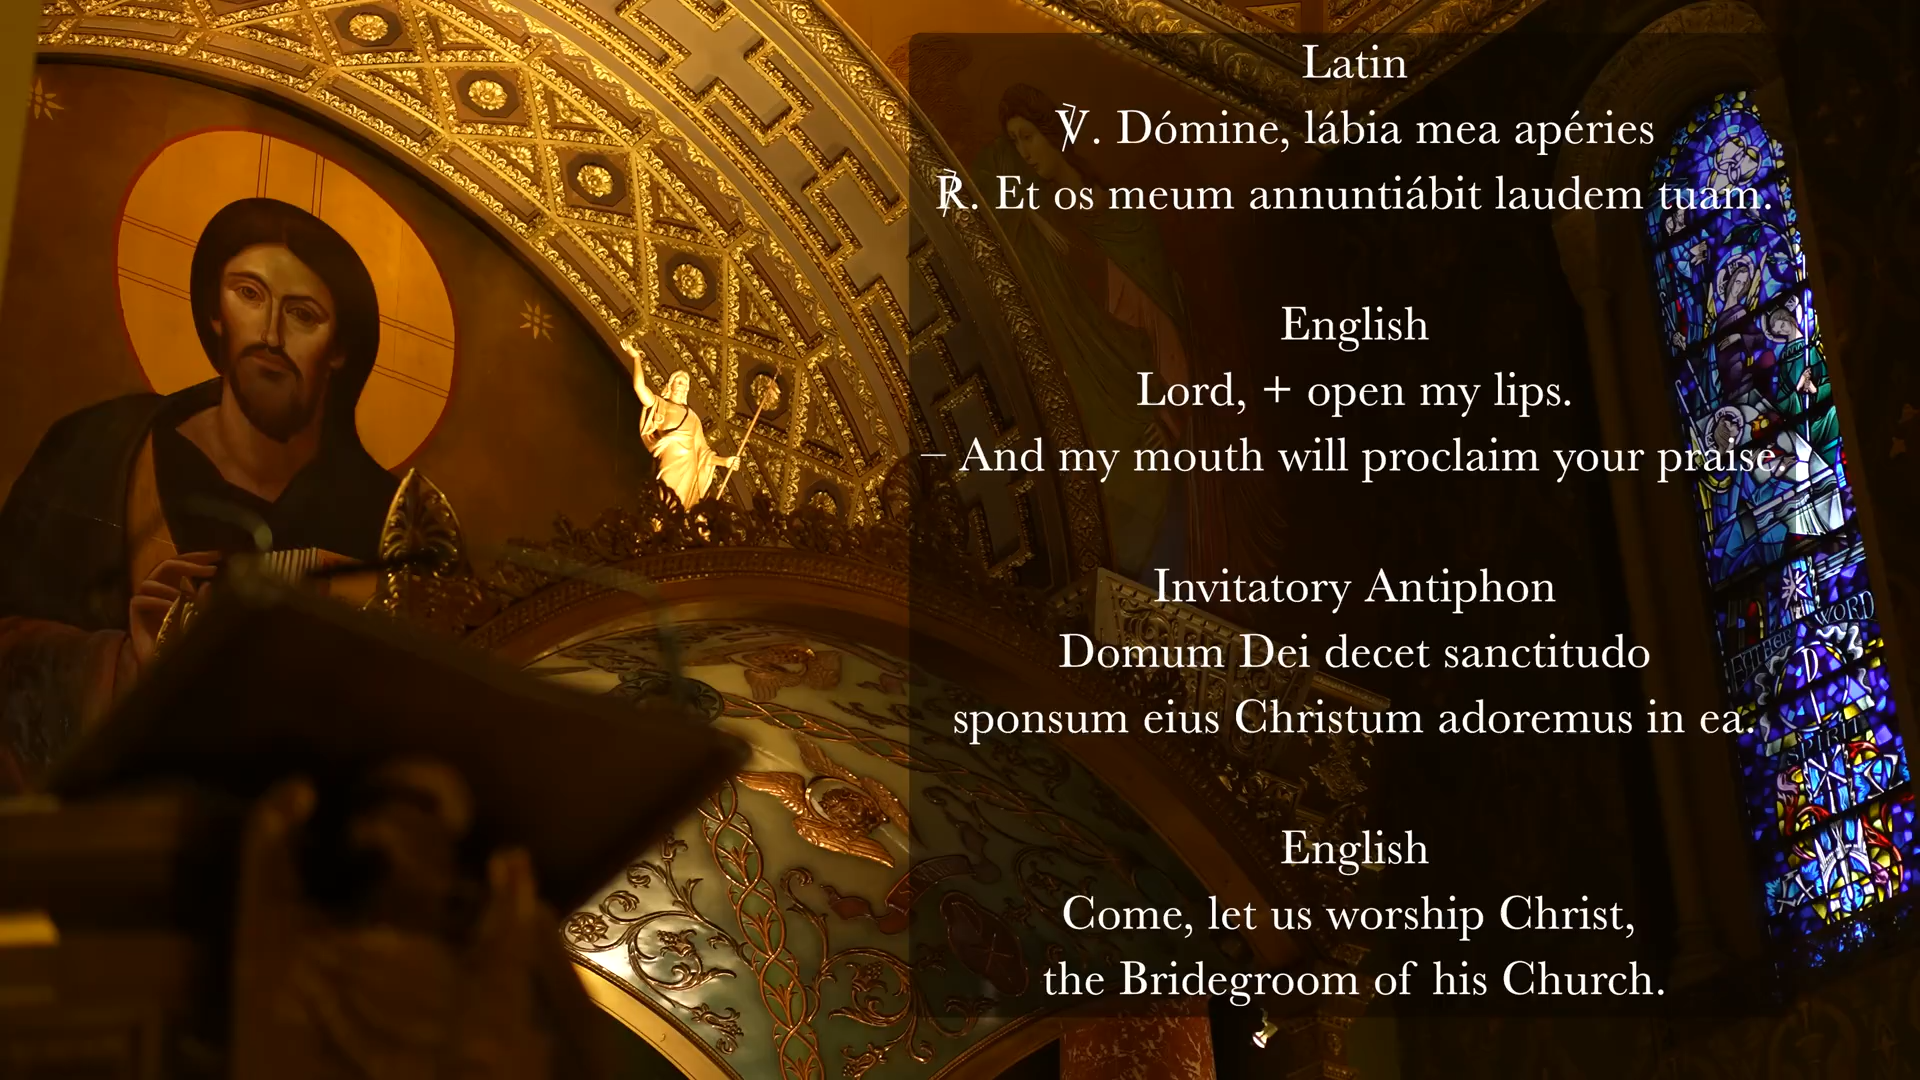 Latin
℣. Dómine, lábia mea apéries
℟. Et os meum annuntiábit laudem tuam.
English
Lord, + open my lips.
– And my mouth will proclaim your praise.
Invitatory Antiphon
Domum Dei decet sanctitudo
sponsum eius Christum adoremus in ea.
English
Come, let us worship Christ,
the Bridegroom of his Church.
WORD
SPIRIT